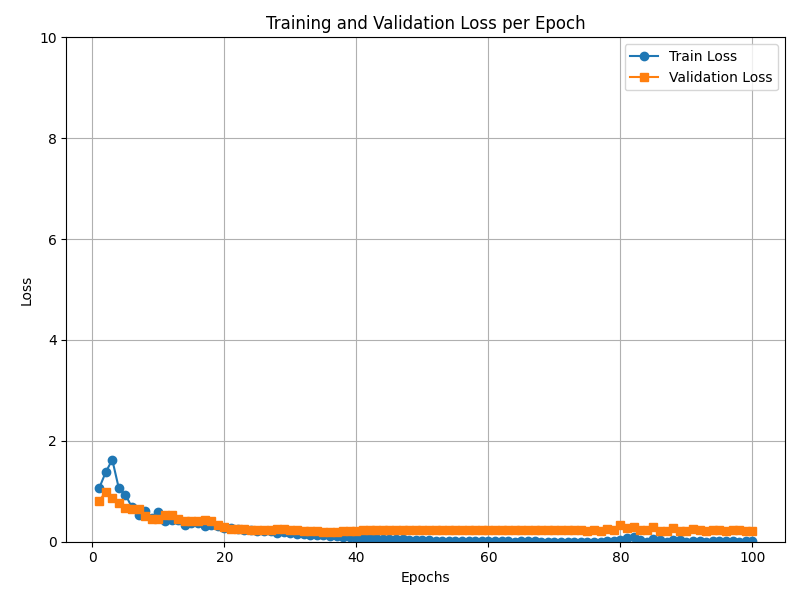 Training and Validation Loss per Epoch
Train Loss
Validation Loss
10
8
6
4
2
0
Loss
0 20 40 60 80 100
Epochs